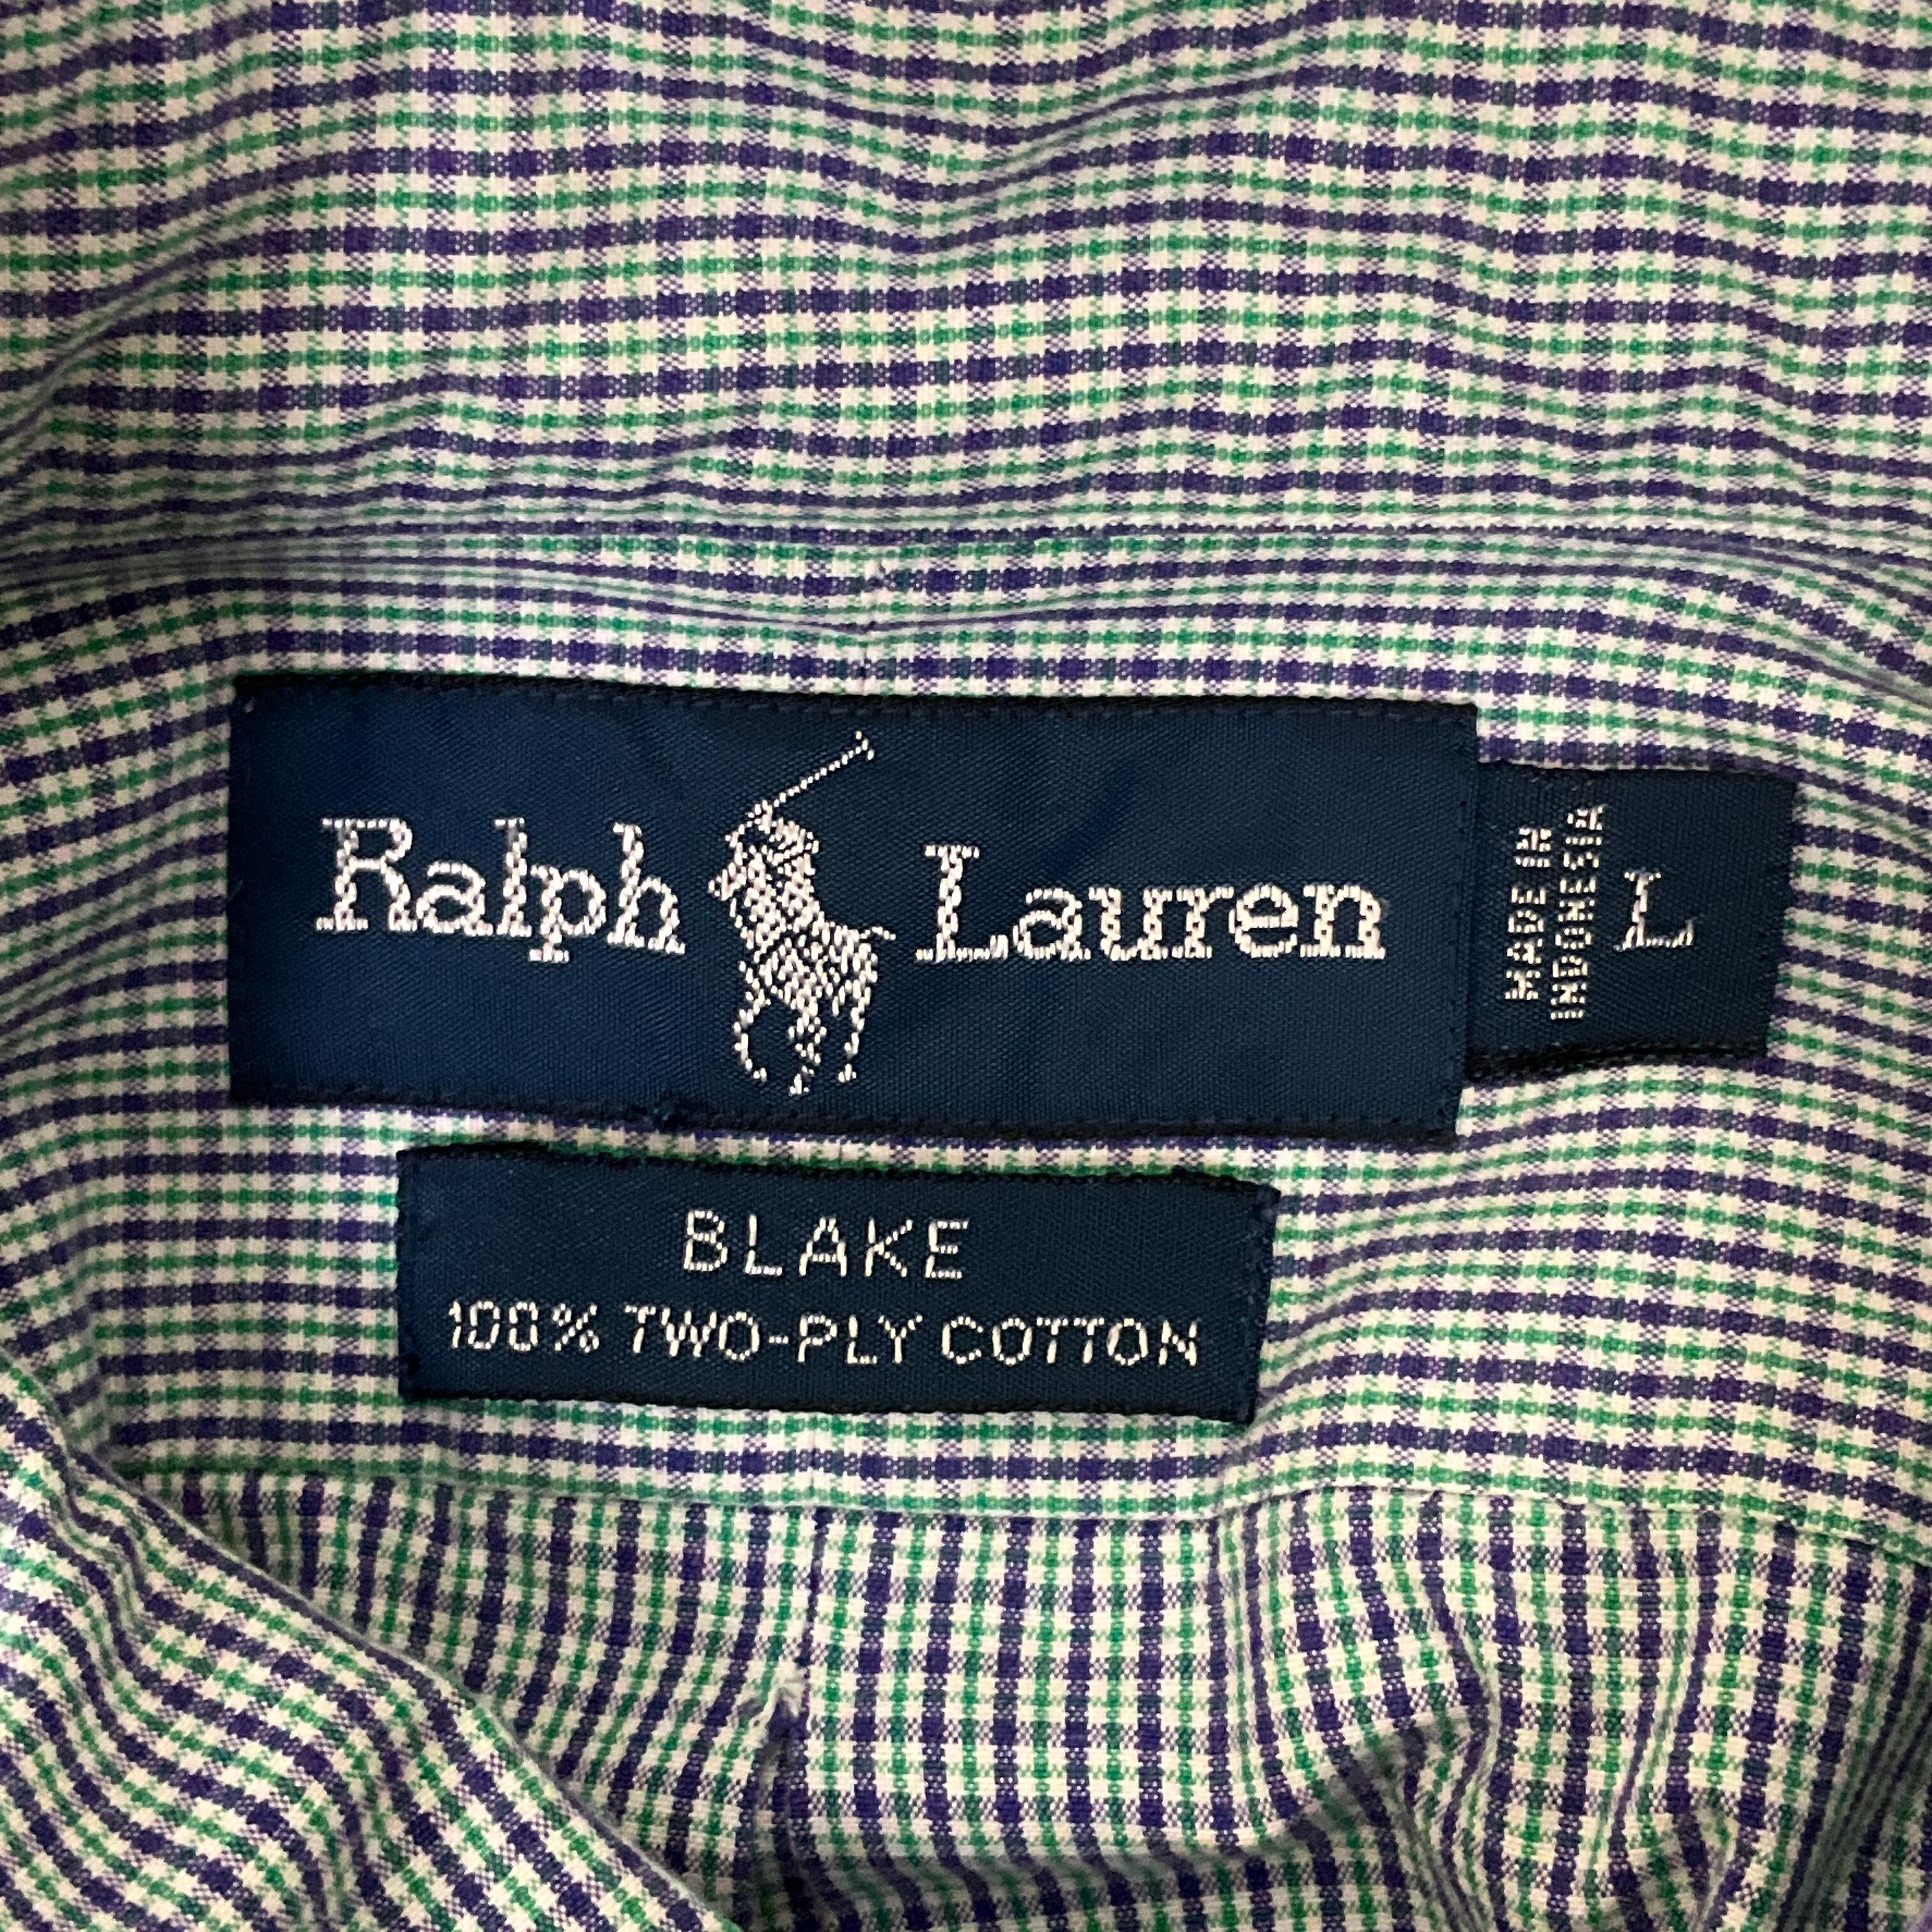 Ralph Lauren
MADE IN
INDONESIA
L
BLAKE
100% TWO-PLY COTTON